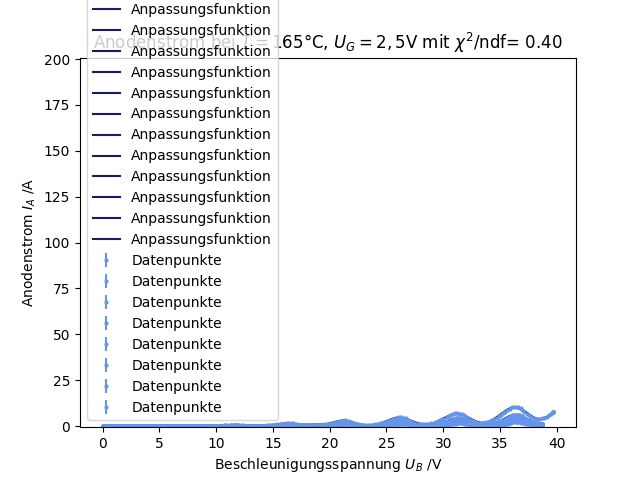 Anpassungsfunktion
Anpassungsfunktion
Anodenstrom bei T = 165°C, U_G = 2, 5V mit χ²/ndf= 0.40
Anpassungsfunktion
Anpassungsfunktion
Anpassungsfunktion
Anpassungsfunktion
Anpassungsfunktion
Anpassungsfunktion
Anpassungsfunktion
Anpassungsfunktion
Anpassungsfunktion
Anpassungsfunktion
Datenpunkte
Datenpunkte
Datenpunkte
Datenpunkte
Datenpunkte
Datenpunkte
Datenpunkte
Datenpunkte
200
175
150
125
100
75
50
25
0
Anodenstrom I_A /A
0 5 10 15 20 25 30 35 40
Beschleunigungsspannung U_B /V